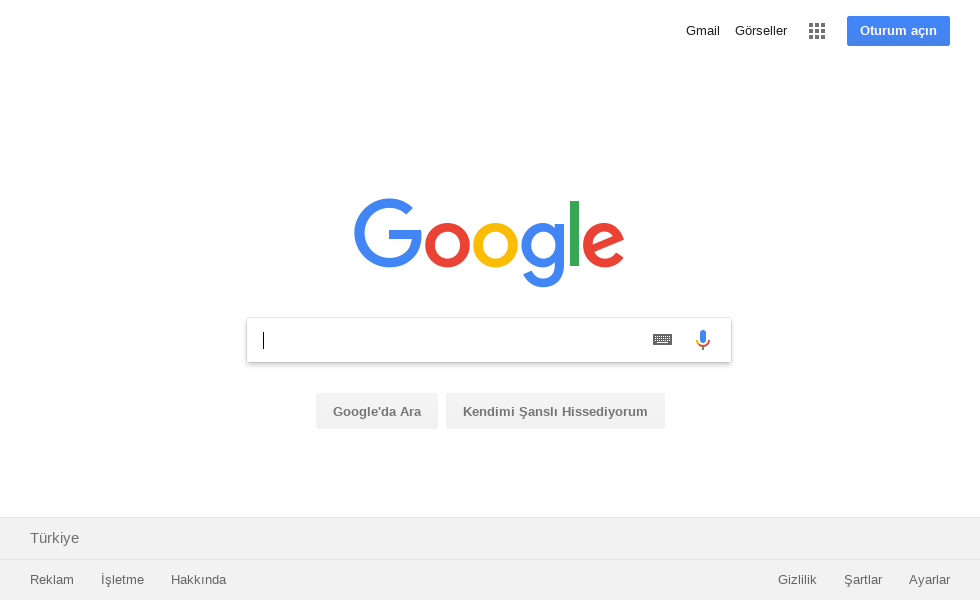 Gmail Görseller Oturum açın
Google
Google'da Ara Kendimi Şanslı Hissediyorum
Türkiye
Reklam İşletme Hakkında Gizlilik Şartlar Ayarlar